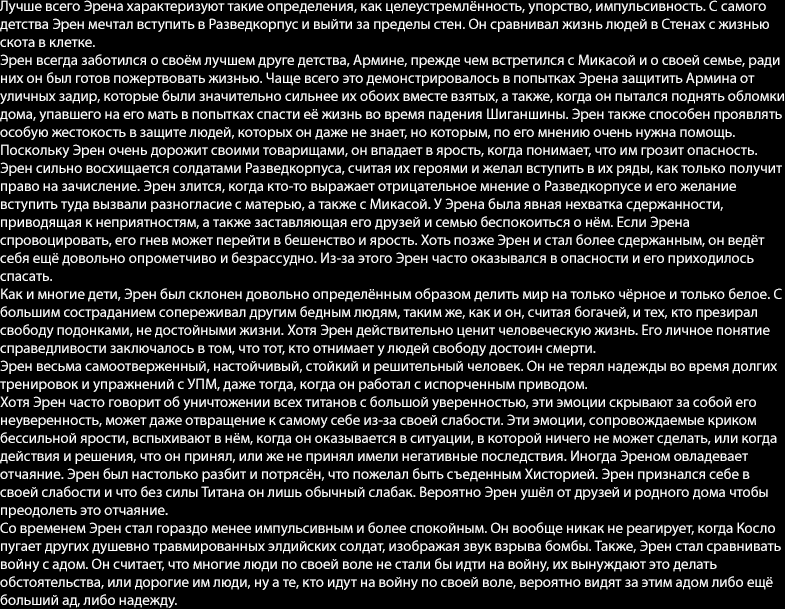 Лучше всего Эрена характеризуют такие определения, как целеустремлённость, упорство, импульсивность. С самого
детства Эрен мечтал вступить в Разведкорпус и выйти за пределы стен. Он сравнивал жизнь людей в Стенах с жизнью
скота в клетке.
Эрен всегда заботился о своём лучшем друге детства, Армине, прежде чем встретился с Микасой и о своей семье, ради
них он был готов пожертвовать жизнью. Чаще всего это демонстрировалось в попытках Эрена защитить Армина от
уличных задир, которые были значительно сильнее их обоих вместе взятых, а также, когда он пытался поднять обломки
дома, упавшего на его мать в попытках спасти её жизнь во время падения Шиганшины. Эрен также способен проявлять
особую жестокость в защите людей, которых он даже не знает, но которым, по его мнению очень нужна помощь.
Поскольку Эрен очень дорожит своими товарищами, он впадает в ярость, когда понимает, что им грозит опасность.
Эрен сильно восхищается солдатами Разведкорпуса, считая их героями и желал вступить в их ряды, как только получит
право на зачисление. Эрен злится, когда кто-то выражает отрицательное мнение о Разведкорпусе и его желание
вступить туда вызвали разногласие с матерью, а также с Микасой. У Эрена была явная нехватка сдержанности,
приводящая к неприятностям, а также заставляющая его друзей и семью беспокоиться о нём. Если Эрена
спровоцировать, его гнев может перейти в бешенство и ярость. Хоть позже Эрен и стал более сдержанным, он ведёт
себя ещё довольно опрометчиво и безрассудно. Из-за этого Эрен часто оказывался в опасности и его приходилось
спасать.
Как и многие дети, Эрен был склонен довольно определённым образом делить мир на только чёрное и только белое. С
большим состраданием сопереживал другим бедным людям, таким же, как и он, считая богачей, и тех, кто презирал
свободу подонками, не достойными жизни. Хотя Эрен действительно ценит человеческую жизнь. Его личное понятие
справедливости заключалось в том, что тот, кто отнимает у людей свободу достоин смерти.
Эрен весьма самоотверженный, настойчивый, стойкий и решительный человек. Он не терял надежды во время долгих
тренировок и упражнений с УПМ, даже тогда, когда он работал с испорченным приводом.
Хотя Эрен часто говорит об уничтожении всех титанов с большой уверенностью, эти эмоции скрывают за собой его
неуверенность, может даже отвращение к самому себе из-за своей слабости. Эти эмоции, сопровождаемые криком
бессильной ярости, вспыхивают в нём, когда он оказывается в ситуации, в которой ничего не может сделать, или когда
действия и решения, что он принял, или же не принял имели негативные последствия. Иногда Эреном овладевает
отчаяние. Эрен был настолько разбит и потрясён, что пожелал быть съеденным Хисторией. Эрен признался себе в
своей слабости и что без силы Титана он лишь обычный слабак. Вероятно Эрен ушёл от друзей и родного дома чтобы
преодолеть это отчаяние.
Со временем Эрен стал гораздо менее импульсивным и более спокойным. Он вообще никак не реагирует, когда Косло
пугает других душевно травмированных элдийских солдат, изображая звук взрыва бомбы. Также, Эрен стал сравнивать
войну с адом. Он считает, что многие люди по своей воле не стали бы идти на войну, их вынуждают это делать
обстоятельства, или дорогие им люди, ну а те, кто идут на войну по своей воле, вероятно видят за этим адом либо ещё
больший ад, либо надежду.